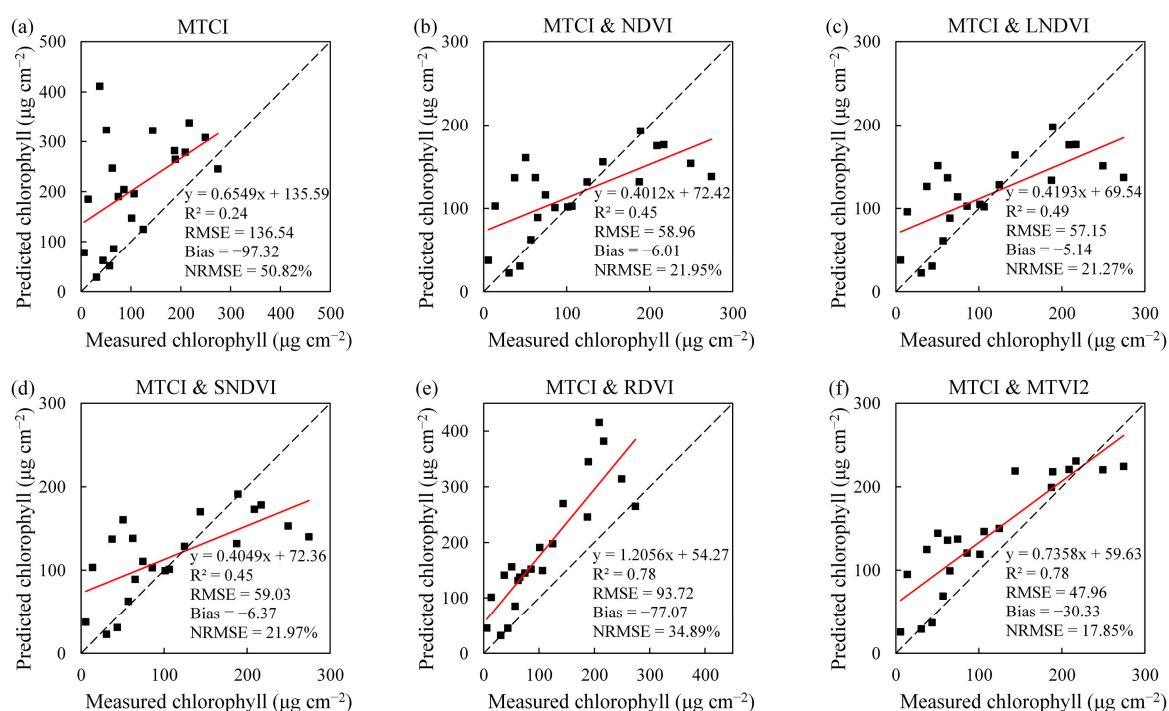 (a)
MTCI
500
400
300
200
100
0
0 100 200 300 400 500
Predicted chlorophyll (μg cm⁻²)
Measured chlorophyll (μg cm⁻²)
y = 0.6549x + 135.59
R² = 0.24
RMSE = 136.54
Bias = −97.32
NRMSE = 50.82%
(b)
MTCI & NDVI
300
200
100
0
0 100 200 300
Predicted chlorophyll (μg cm⁻²)
Measured chlorophyll (μg cm⁻²)
y = 0.4012x + 72.42
R² = 0.45
RMSE = 58.96
Bias = −6.01
NRMSE = 21.95%
(c)
MTCI & LNDVI
300
200
100
0
0 100 200 300
Predicted chlorophyll (μg cm⁻²)
Measured chlorophyll (μg cm⁻²)
y = 0.4193x + 69.54
R² = 0.49
RMSE = 57.15
Bias = −5.14
NRMSE = 21.27%
(d)
MTCI & SNDVI
300
200
100
0
0 100 200 300
Predicted chlorophyll (μg cm⁻²)
Measured chlorophyll (μg cm⁻²)
y = 0.4049x + 72.36
R² = 0.45
RMSE = 59.03
Bias = −6.37
NRMSE = 21.97%
(e)
MTCI & RDVI
400
300
200
100
0
0 100 200 300 400
Predicted chlorophyll (μg cm⁻²)
Measured chlorophyll (μg cm⁻²)
y = 1.2056x + 54.27
R² = 0.78
RMSE = 93.72
Bias = −77.07
NRMSE = 34.89%
(f)
MTCI & MTVI2
300
200
100
0
0 100 200 300
Predicted chlorophyll (μg cm⁻²)
Measured chlorophyll (μg cm⁻²)
y = 0.7358x + 59.63
R² = 0.78
RMSE = 47.96
Bias = −30.33
NRMSE = 17.85%